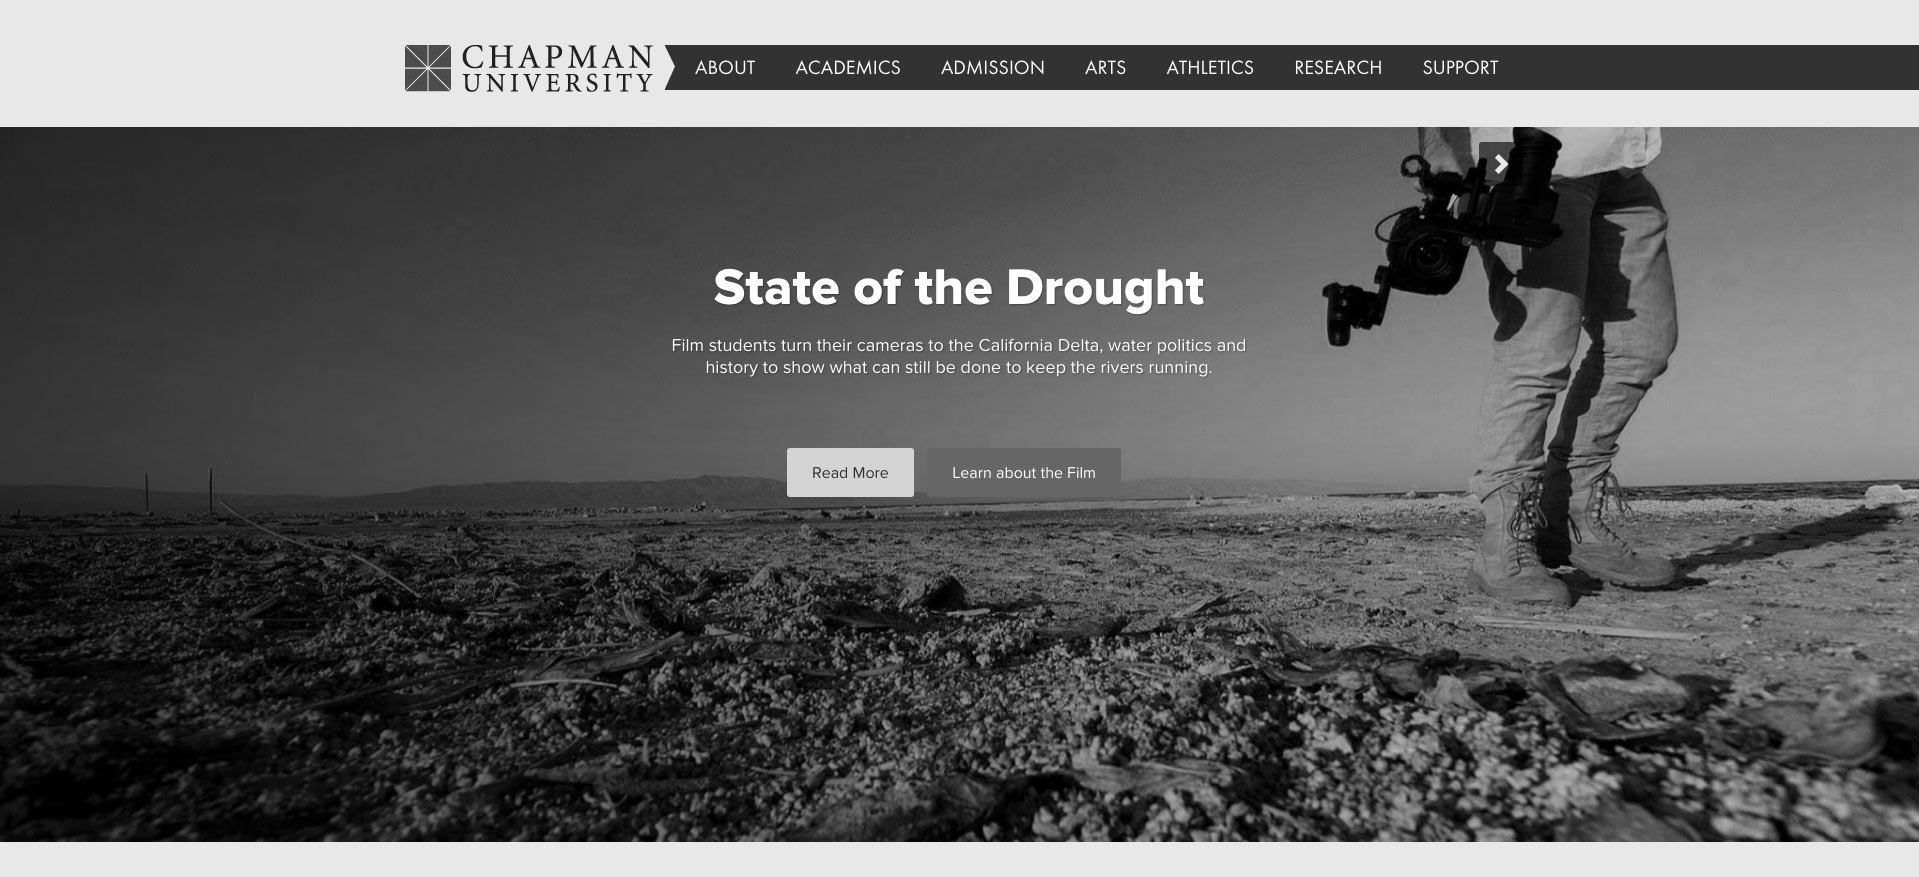 CHAPMAN
UNIVERSITY
ABOUT ACADEMICS ADMISSION ARTS ATHLETICS RESEARCH SUPPORT
State of the Drought
Film students turn their cameras to the California Delta, water politics and
history to show what can still be done to keep the rivers running.
Read More Learn about the Film